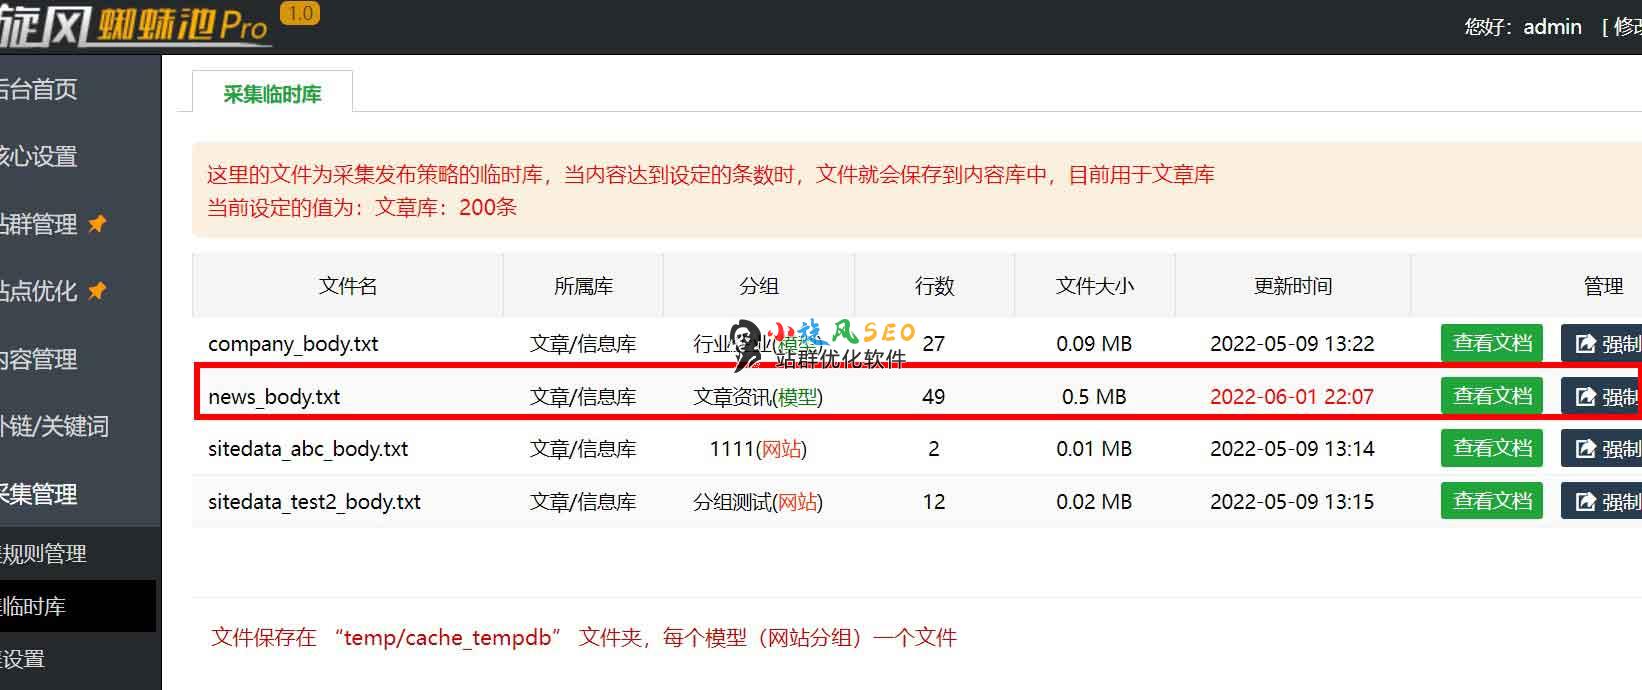 旋风 蜘蛛池 Pro 1.0
您好：admin [ 修改
后台首页
核心设置
站群管理
站点优化
内容管理
外链/关键词
采集管理
规则管理
临时库
设置
采集临时库
这里的文件为采集发布策略的临时库，当内容达到设定的条数时，文件就会保存到内容库中，目前用于文章库
当前设定的值为：文章库：200条
文件名 所属库 分组 行数 文件大小 更新时间 管理
company_body.txt 文章/信息库 行业企业(模型) 27 0.09 MB 2022-05-09 13:22 查看文档 强制
news_body.txt 文章/信息库 文章资讯(模型) 49 0.5 MB 2022-06-01 22:07 查看文档 强制
sitedata_abc_body.txt 文章/信息库 1111(网站) 2 0.01 MB 2022-05-09 13:14 查看文档 强制
sitedata_test2_body.txt 文章/信息库 分组测试(网站) 12 0.02 MB 2022-05-09 13:15 查看文档 强制
小旋风SEO
站群优化软件
文件保存在 “temp/cache_tempdb” 文件夹，每个模型（网站分组）一个文件